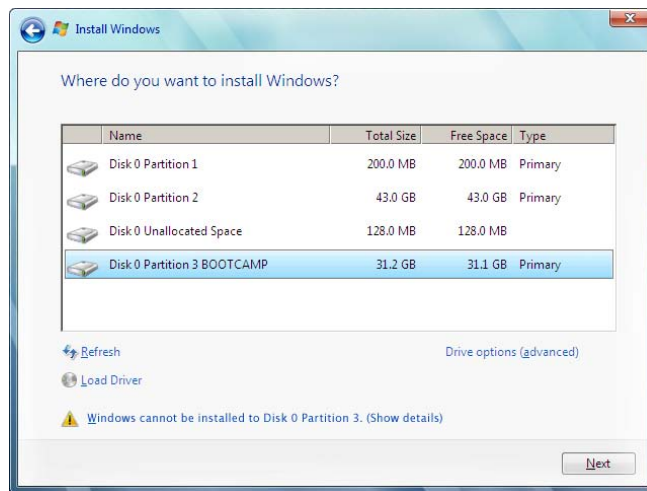 Install Windows
Where do you want to install Windows?
Name Total Size Free Space Type
Disk 0 Partition 1 200.0 MB 200.0 MB Primary
Disk 0 Partition 2 43.0 GB 43.0 GB Primary
Disk 0 Unallocated Space 128.0 MB 128.0 MB
Disk 0 Partition 3 BOOTCAMP 31.2 GB 31.1 GB Primary
Refresh Drive options (advanced)
Load Driver
Windows cannot be installed to Disk 0 Partition 3. (Show details)
Next